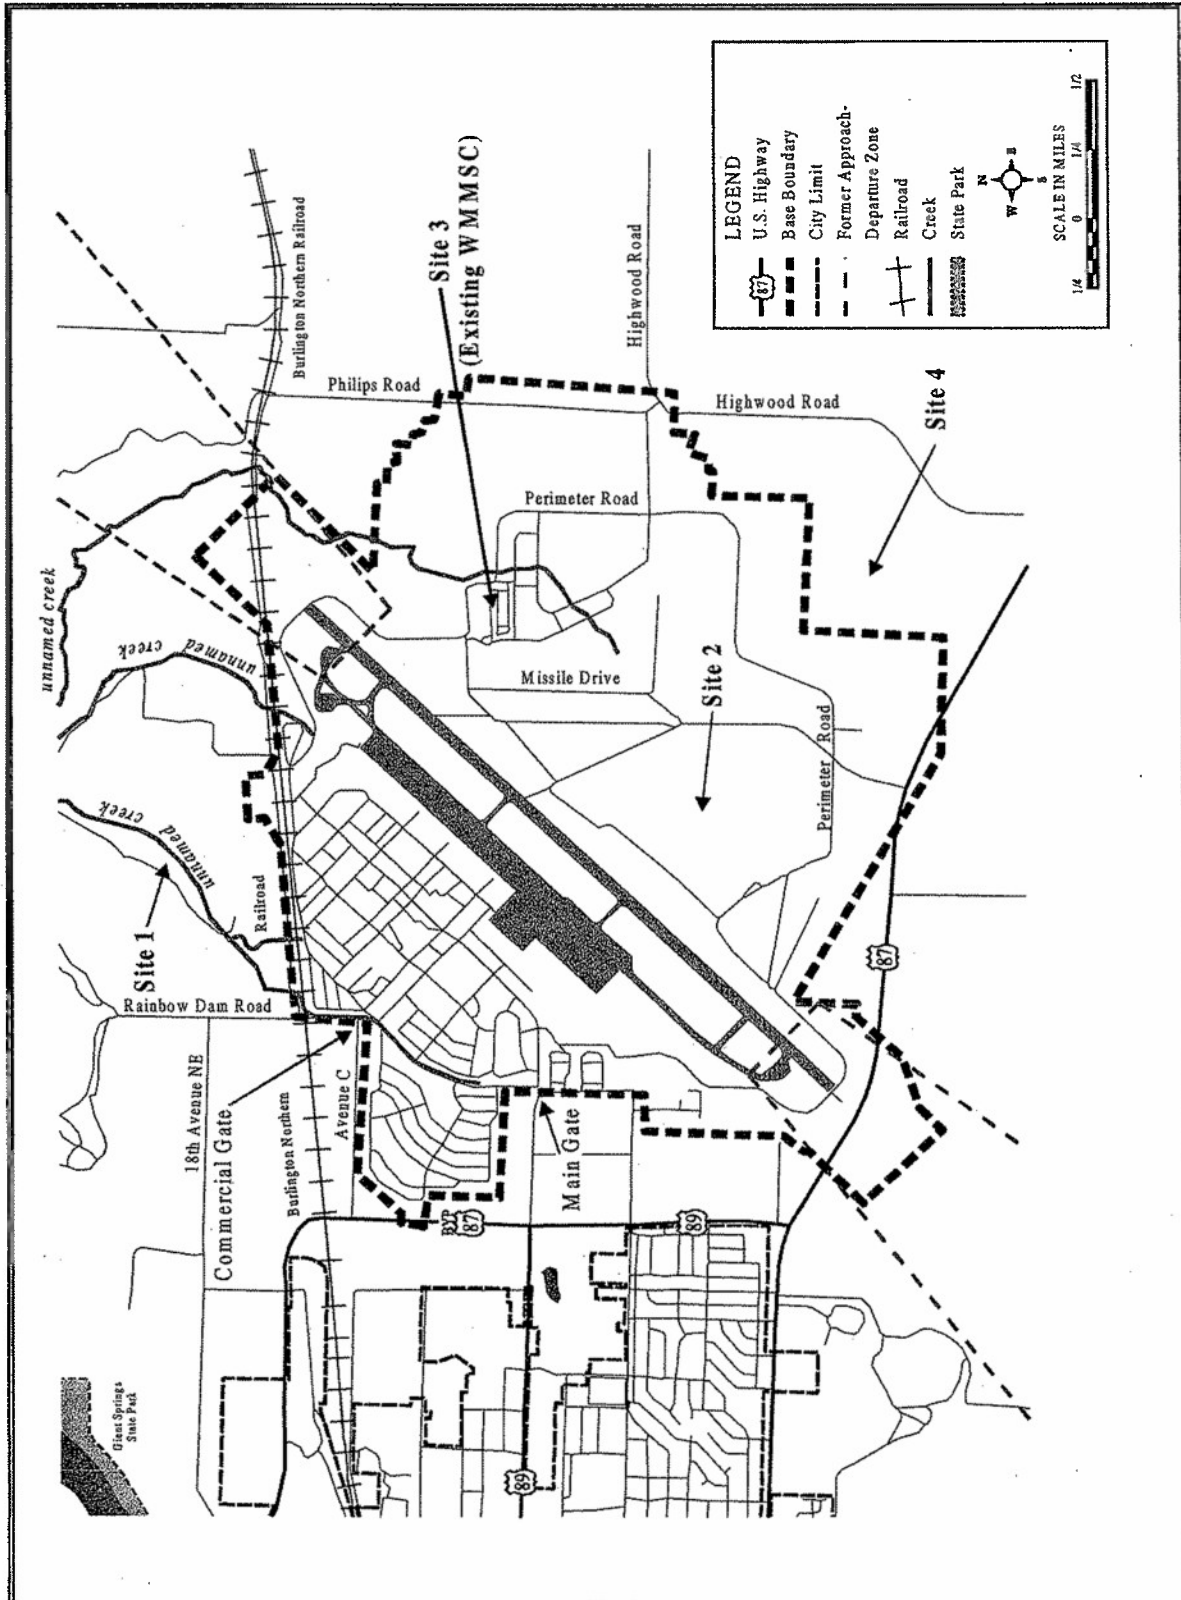 unnamed creek
unnamed
creek
unnamed
creek
Site 1
Railroad
Rainbow Dam Road
18th Avenue NE
Commercial Gate
Burlington Northern
Avenue C
Main Gate
BYP
87
89
89
87
Giant Springs
State Park
Burlington Northern Railroad
Philips Road
Site 3
(Existing WMMSC)
Highwood Road
Highwood Road
Perimeter Road
Missile Drive
Site 2
Perimeter Road
Site 4
LEGEND
87
U.S. Highway
Base Boundary
City Limit
Former Approach-
Departure Zone
Railroad
Creek
State Park
N
W
E
S
SCALE IN MILES
1/4 0 1/4 1/2